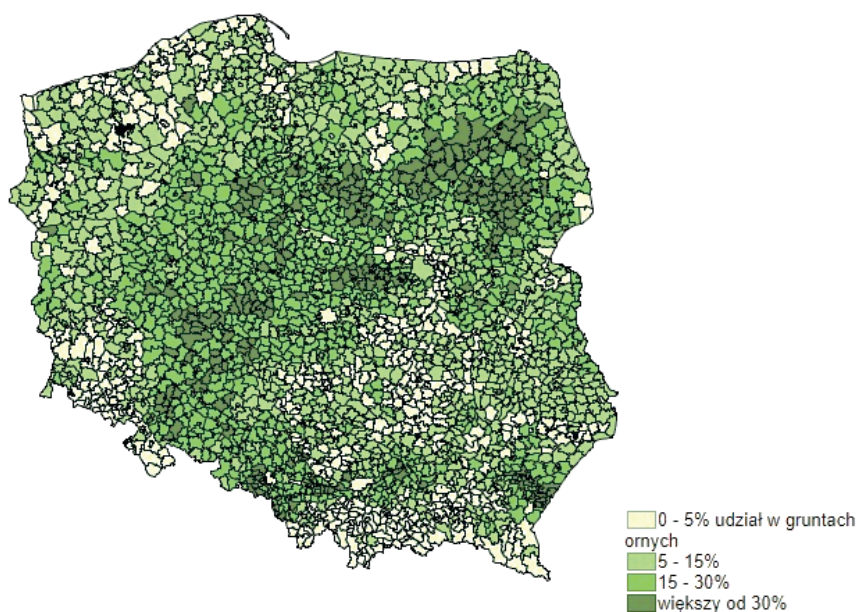 0 - 5% udział w gruntach
ornych
5 - 15%
15 - 30%
większy od 30%